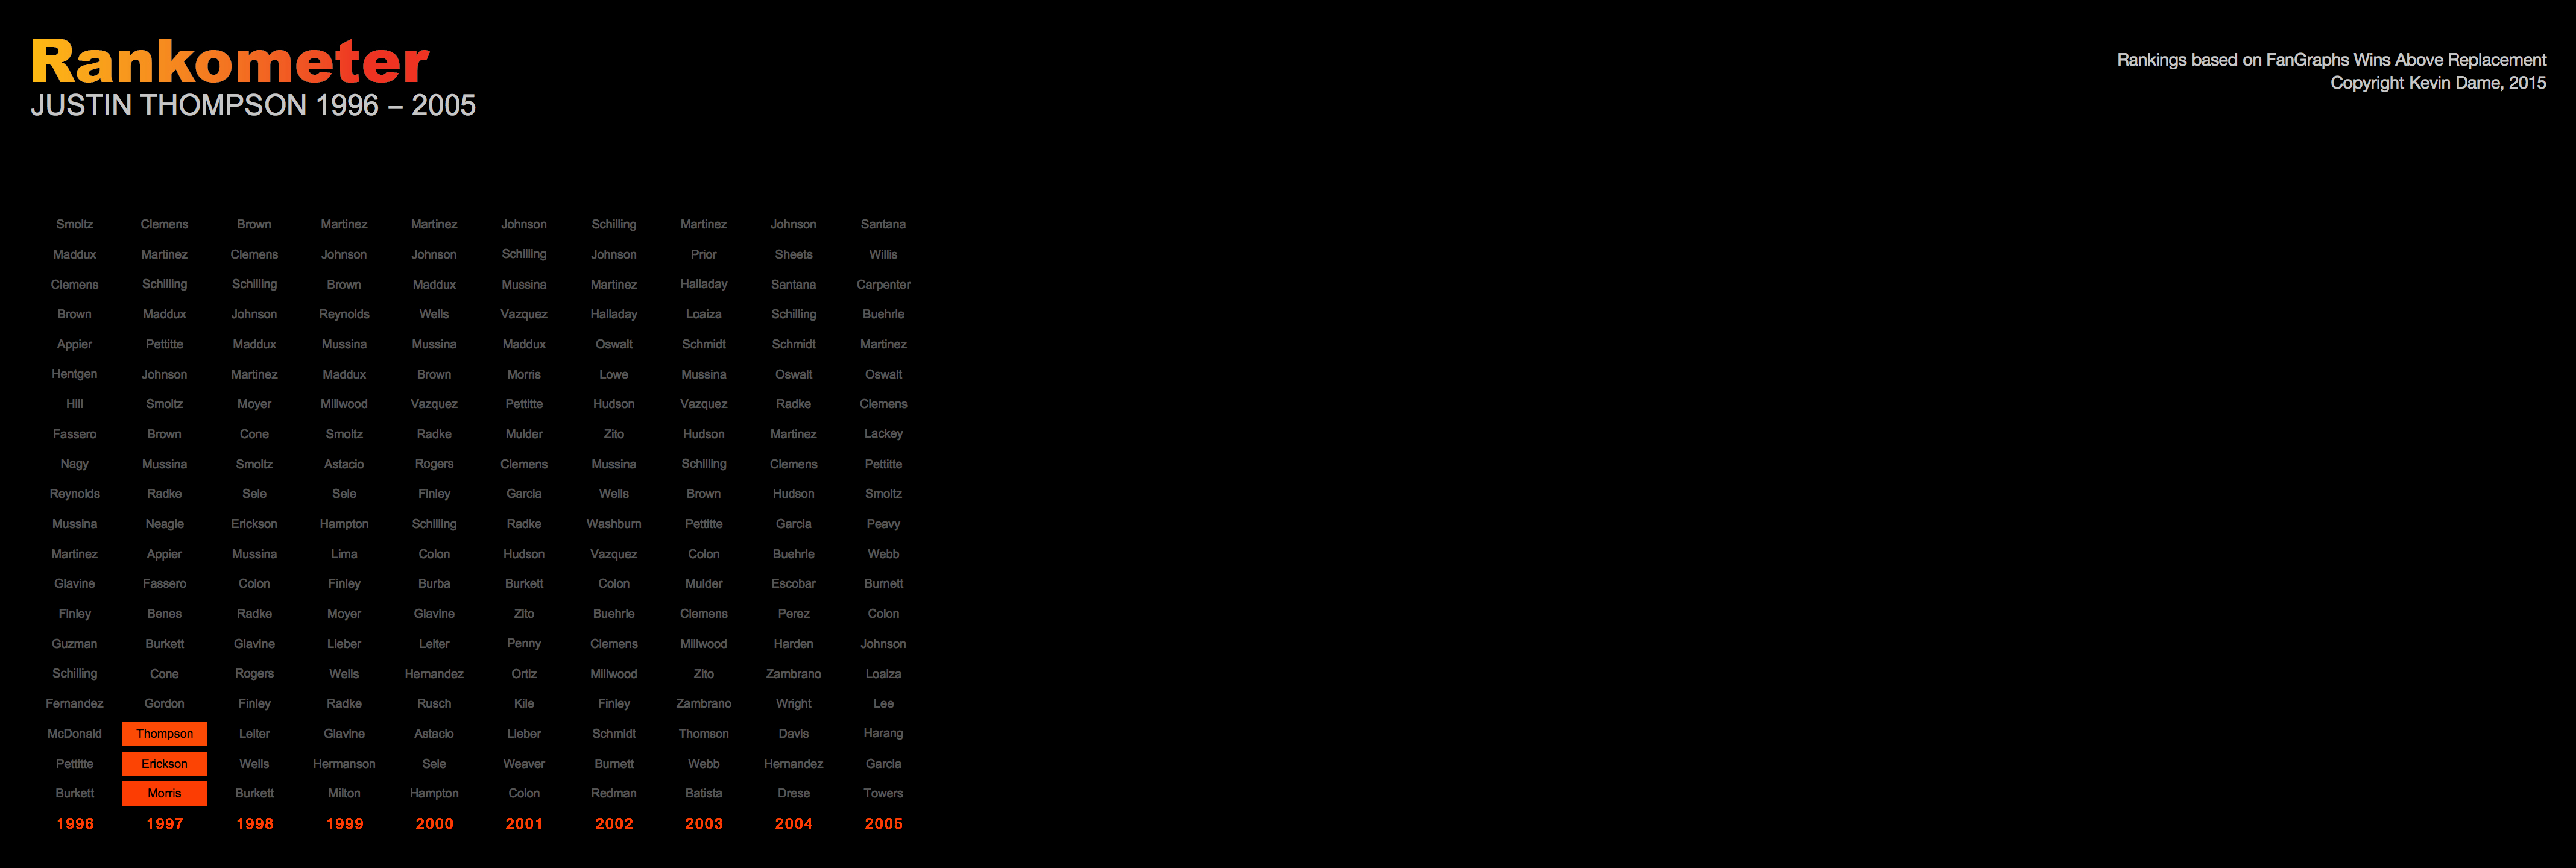 Rankometer
JUSTIN THOMPSON 1996 – 2005
Rankings based on FanGraphs Wins Above Replacement
Copyright Kevin Dame, 2015
Smoltz Clemens Brown Martinez Martinez Johnson Schilling Martinez Johnson Santana
Maddux Martinez Clemens Johnson Johnson Schilling Johnson Prior Sheets Willis
Clemens Schilling Schilling Brown Maddux Mussina Martinez Halladay Santana Carpenter
Brown Maddux Johnson Reynolds Wells Vazquez Halladay Loaiza Schilling Buehrle
Appier Pettitte Maddux Mussina Mussina Maddux Oswalt Schmidt Schmidt Martinez
Hentgen Johnson Martinez Maddux Brown Morris Lowe Mussina Oswalt Oswalt
Hill Smoltz Moyer Millwood Vazquez Pettitte Hudson Vazquez Radke Clemens
Fassero Brown Cone Smoltz Radke Mulder Zito Hudson Martinez Lackey
Nagy Mussina Smoltz Astacio Rogers Clemens Mussina Schilling Clemens Pettitte
Reynolds Radke Sele Sele Finley Garcia Wells Brown Hudson Smoltz
Mussina Neagle Erickson Hampton Schilling Radke Washburn Pettitte Garcia Peavy
Martinez Appier Mussina Lima Colon Hudson Vazquez Colon Buehrle Webb
Glavine Fassero Colon Finley Burba Burkett Colon Mulder Escobar Burnett
Finley Benes Radke Moyer Glavine Zito Buehrle Clemens Perez Colon
Guzman Burkett Glavine Lieber Leiter Penny Clemens Millwood Harden Johnson
Schilling Cone Rogers Wells Hernandez Ortiz Millwood Zito Zambrano Loaiza
Fernandez Gordon Finley Radke Rusch Kile Finley Zambrano Wright Lee
McDonald Thompson Leiter Glavine Astacio Lieber Schmidt Thomson Davis Harang
Pettitte Erickson Wells Hermanson Sele Weaver Burnett Webb Hernandez Garcia
Burkett Morris Burkett Milton Hampton Colon Redman Batista Drese Towers
1996 1997 1998 1999 2000 2001 2002 2003 2004 2005